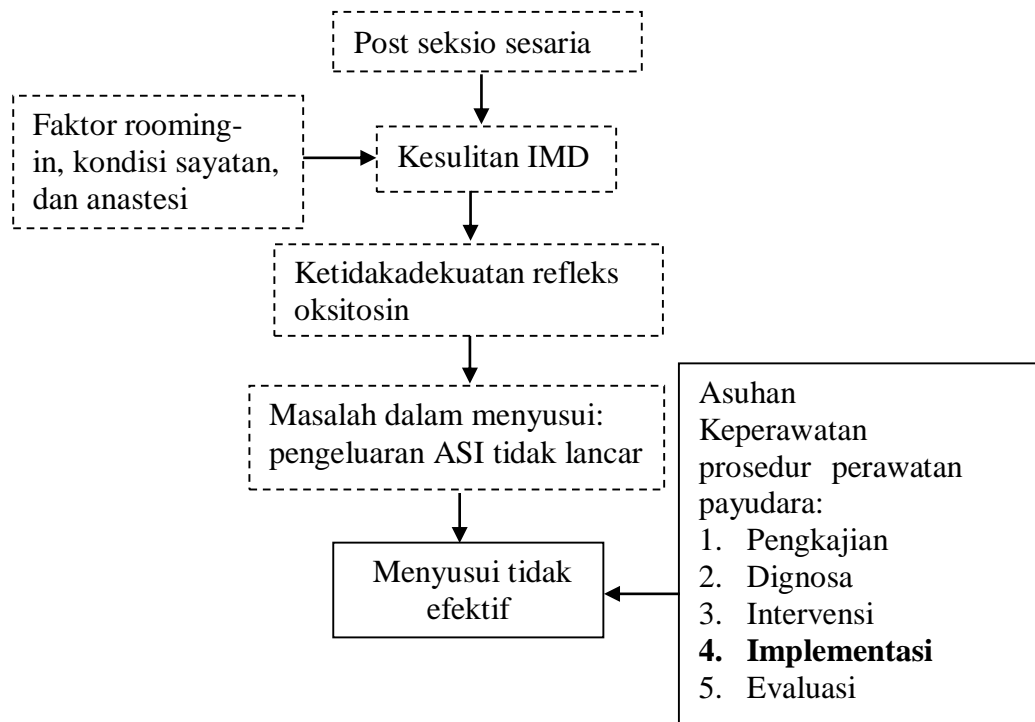 Post seksio sesaria
Faktor rooming-
in, kondisi sayatan,
dan anastesi
Kesulitan IMD
Ketidakadekuatan refleks
oksitosin
Masalah dalam menyusui:
pengeluaran ASI tidak lancar
Menyusui tidak
efektif
Asuhan
Keperawatan
prosedur perawatan
payudara:
1. Pengkajian
2. Dignosa
3. Intervensi
4. Implementasi
5. Evaluasi